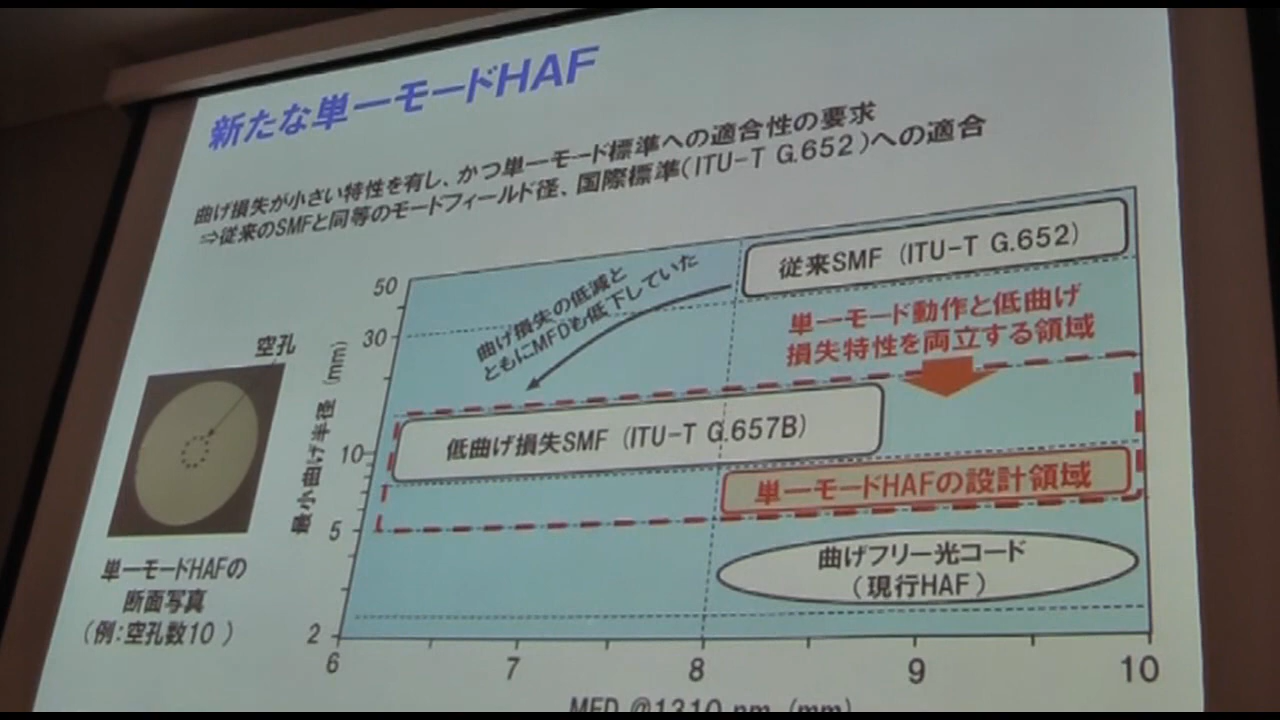 新たな単一モードHAF
曲げ損失が小さい特性を有し、かつ単一モード標準への適合性の要求
⇒従来のSMFと同等のモードフィールド径、国際標準(ITU-T G.652)への適合
空孔
単一モードHAFの
断面写真
(例:空孔数10 )
最小曲げ半径 (mm)
50
30
10
5
2
曲げ損失の低減と
ともにMFDも低下していた
従来SMF (ITU-T G.652)
単一モード動作と低曲げ
損失特性を両立する領域
低曲げ損失SMF (ITU-T G.657B)
単一モードHAFの設計領域
曲げフリー光コード
(現行HAF)
6 7 8 9 10
MFD @1310 nm (mm)